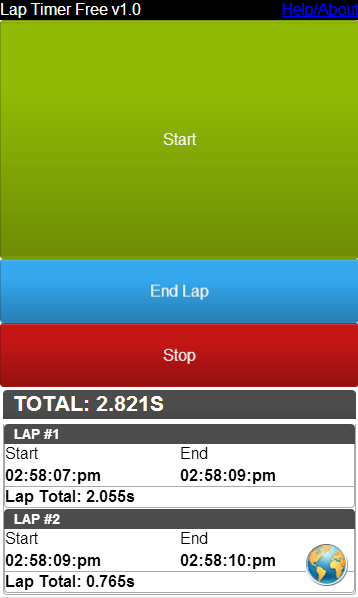 Lap Timer Free v1.0 Help/About
Start
End Lap
Stop
TOTAL: 2.821S
LAP #1
Start End
02:58:07:pm 02:58:09:pm
Lap Total: 2.055s
LAP #2
Start End
02:58:09:pm 02:58:10:pm
Lap Total: 0.765s